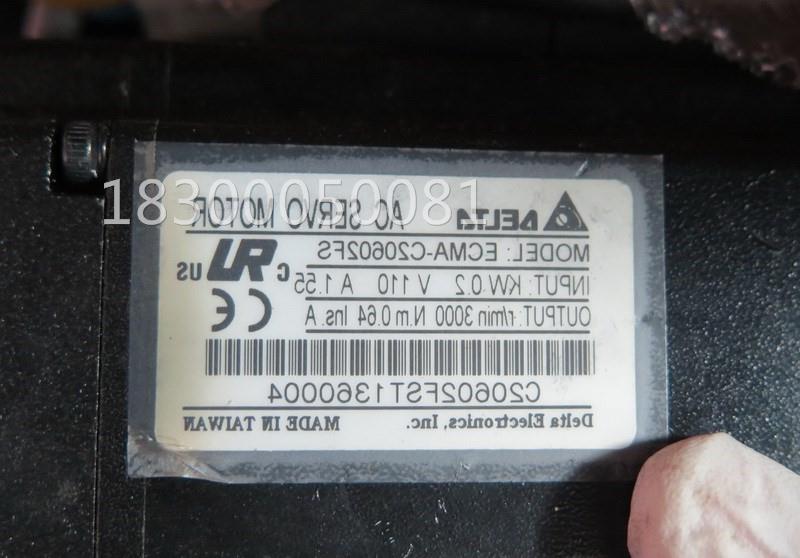 18300050081
DELTA AC SERVO MOTOR
MODEL: ECMA-C20602FS
INPUT: KW 0.2 V 110 A 1.55
OUTPUT: r/min 3000 N.m 0.64 Ins.A
c RU US
CE
C20602FST1360004
Delta Electronics, Inc. MADE IN TAIWAN